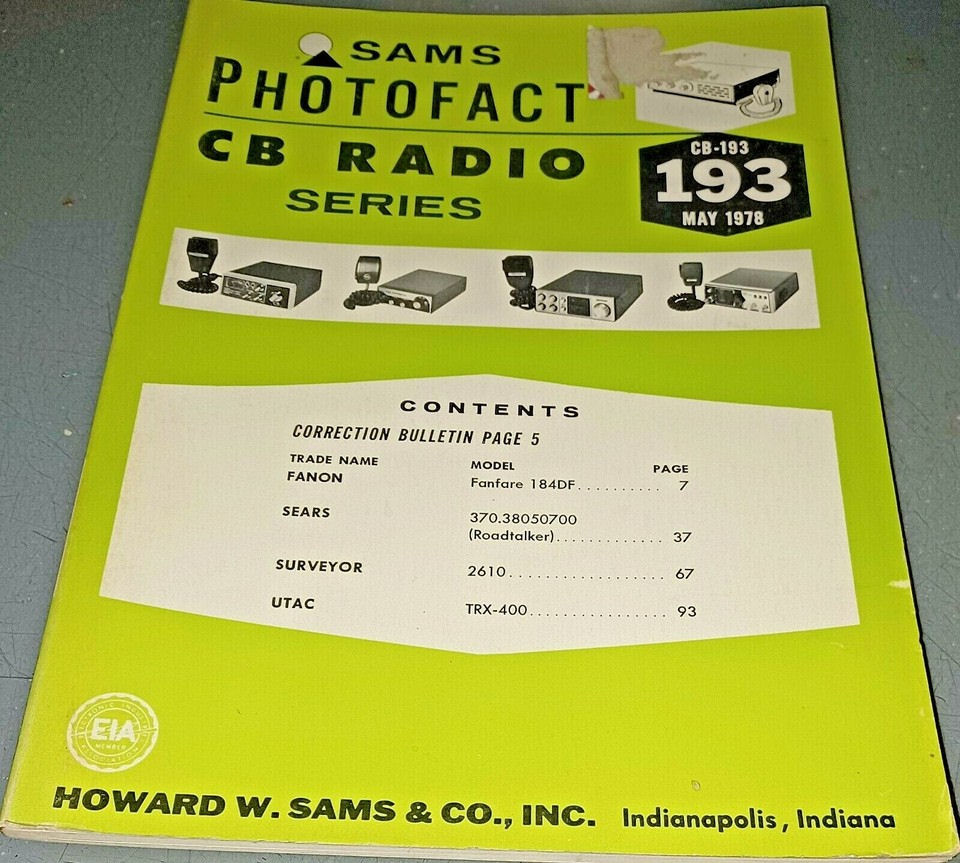 SAMS
PHOTOFACT
CB RADIO
SERIES
CB-193
193
MAY 1978
CONTENTS
CORRECTION BULLETIN PAGE 5
TRADE NAME MODEL PAGE
FANON Fanfare 184DF.......... 7
SEARS 370.38050700
(Roadtalker)............. 37
SURVEYOR 2610................... 67
UTAC TRX-400................ 93
EIA
MEMBER
ASSOCIATION
HOWARD W. SAMS & CO., INC. Indianapolis, Indiana